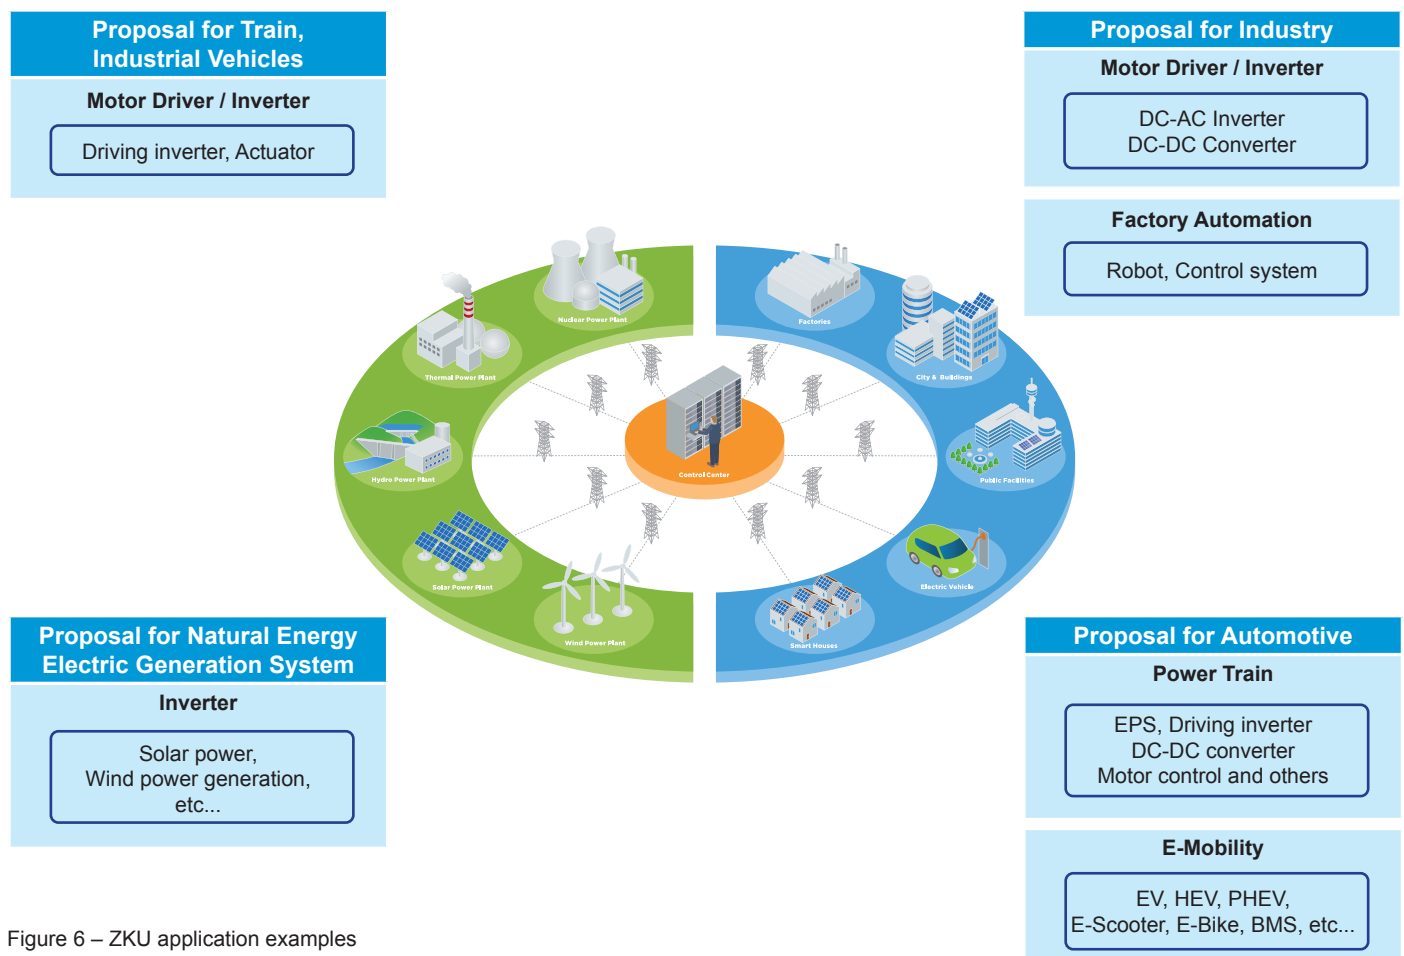 Proposal for Train,
Industrial Vehicles
Motor Driver / Inverter
Driving inverter, Actuator
Proposal for Industry
Motor Driver / Inverter
DC-AC Inverter
DC-DC Converter
Factory Automation
Robot, Control system
Nuclear Power Plant
Factories
Thermal Power Plant
City & Buildings
Hydro Power Plant
Control Center
Public Facilities
Solar Power Plant
Electric Vehicle
Wind Power Plant
Smart Houses
Proposal for Natural Energy
Electric Generation System
Inverter
Solar power,
Wind power generation,
etc...
Proposal for Automotive
Power Train
EPS, Driving inverter
DC-DC converter
Motor control and others
E-Mobility
EV, HEV, PHEV,
E-Scooter, E-Bike, BMS, etc...
Figure 6 – ZKU application examples